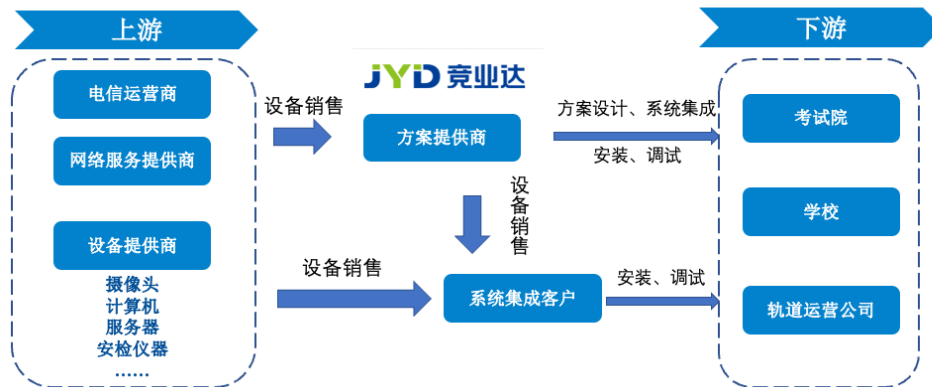 上游
下游
电信运营商
网络服务提供商
设备提供商
摄像头
计算机
服务器
安检仪器
……
设备销售
JYD 竞业达
方案提供商
方案设计、系统集成
安装、调试
设备销售
设备销售
系统集成客户
安装、调试
考试院
学校
轨道运营公司